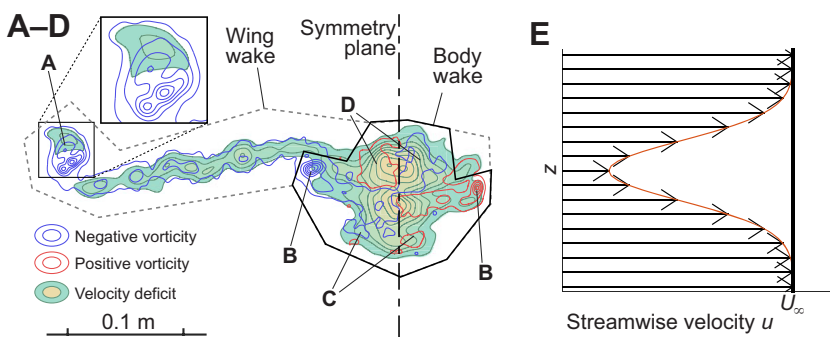 A–D
Wing
wake
Symmetry
plane
Body
wake
E
A
D
B
C
B
Negative vorticity
Positive vorticity
Velocity deficit
0.1 m
z
U∞
Streamwise velocity u